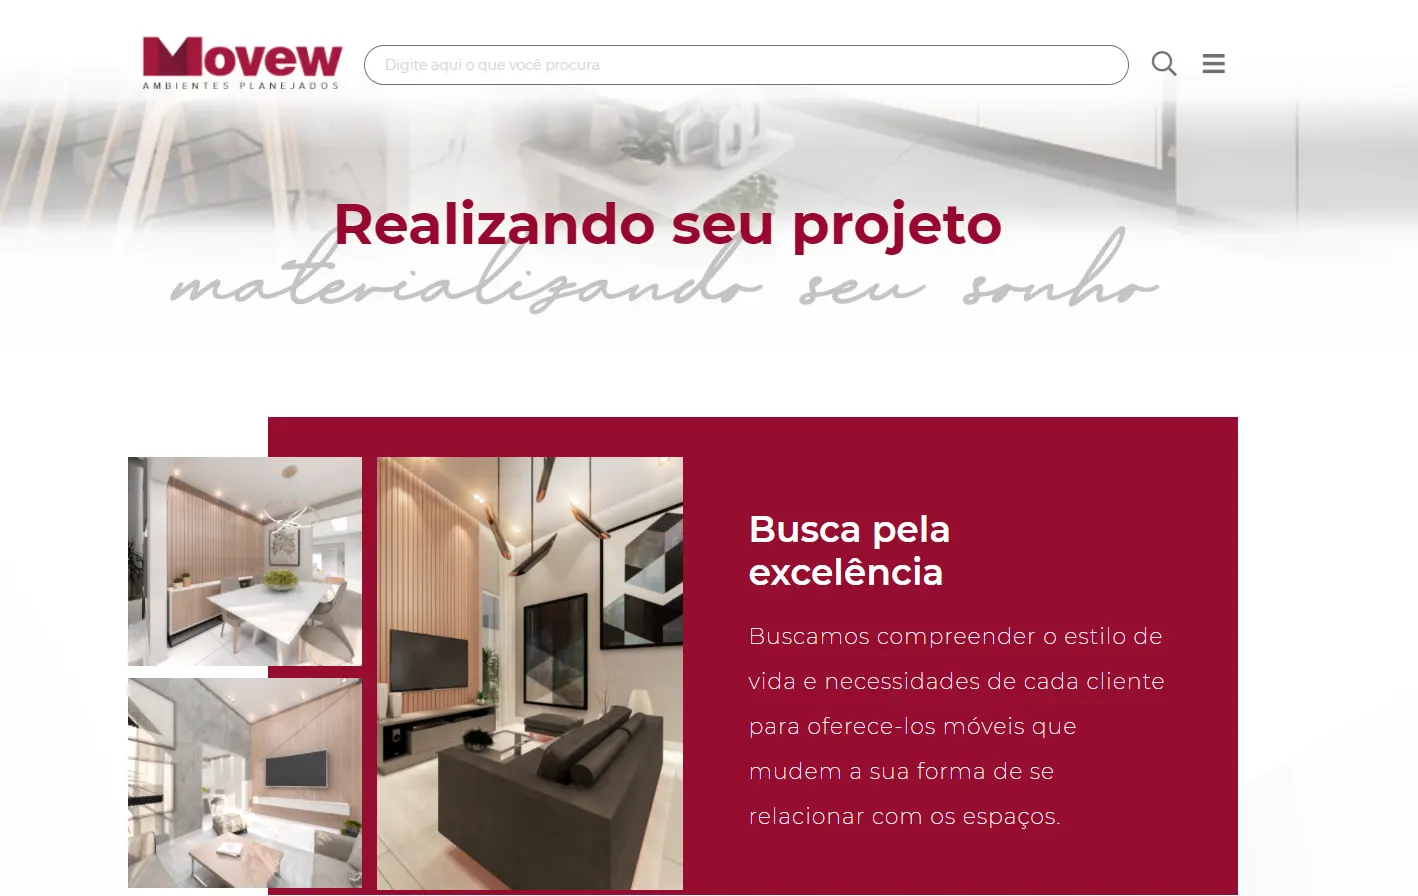 Movew
AMBIENTES PLANEJADOS
Digite aqui o que você procura
Realizando seu projeto
materializando seu sonho
Busca pela
excelência
Buscamos compreender o estilo de
vida e necessidades de cada cliente
para oferece-los móveis que
mudem a sua forma de se
relacionar com os espaços.